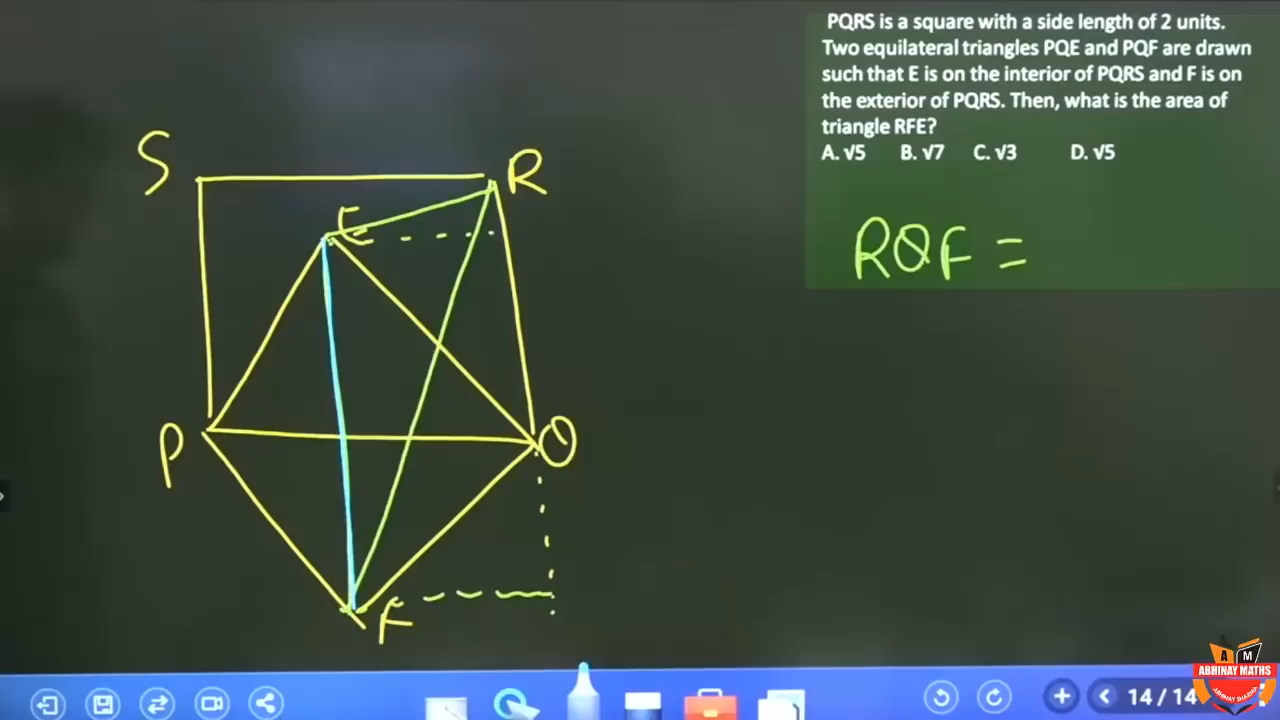 PQRS is a square with a side length of 2 units.
Two equilateral triangles PQE and PQF are drawn
such that E is on the interior of PQRS and F is on
the exterior of PQRS. Then, what is the area of
triangle RFE?
A. √5 B. √7 C. √3 D. √5
S
R
E
RQF =
P
Q
F
14 / 14
A M
ABHINAY MATHS
ABHINAY SHARMA